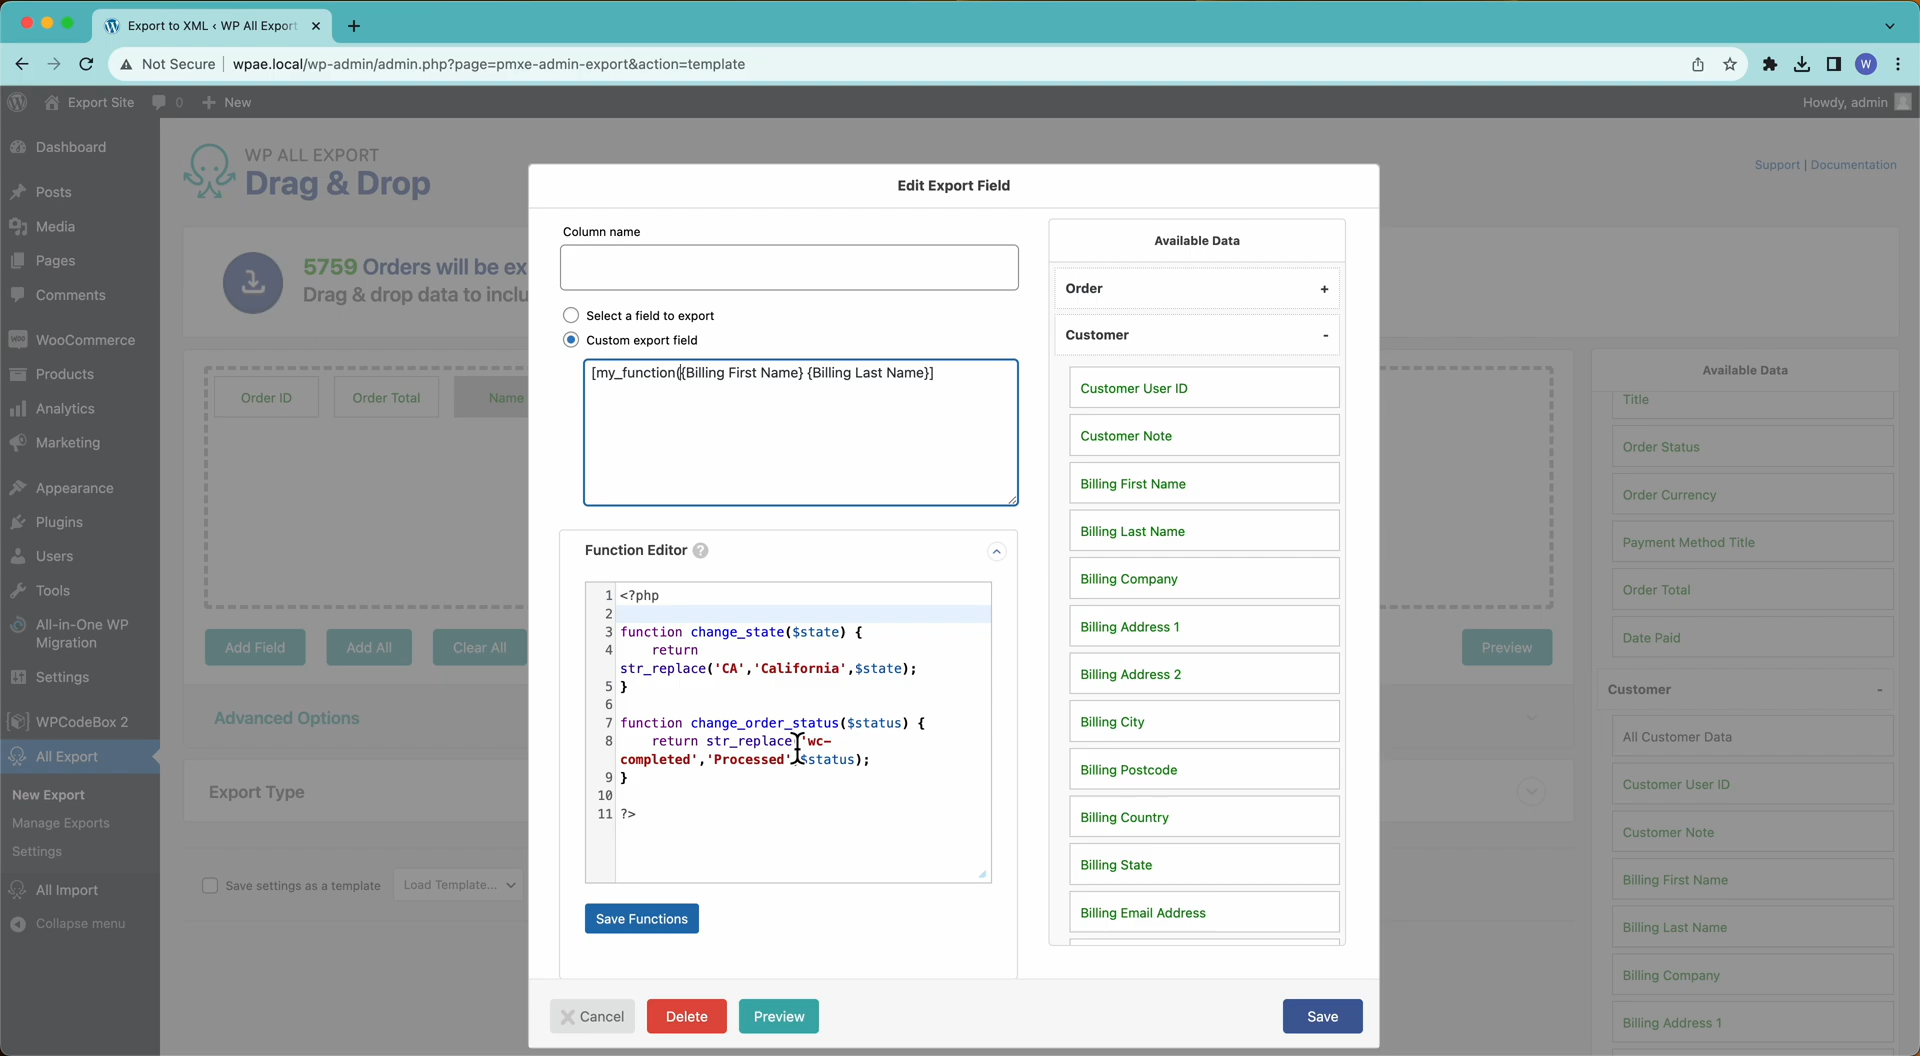 Export to XML ‹ WP All Export
Not Secure
wpae.local/wp-admin/admin.php?page=pmxe-admin-export&action=template
W
Export Site
0
New
Howdy, admin
Dashboard
Posts
Media
Pages
Comments
WooCommerce
Products
Analytics
Marketing
Appearance
Plugins
Users
Tools
All-in-One WP
Migration
Settings
WPCodeBox 2
All Export
New Export
Manage Exports
Settings
All Import
Collapse menu
WP ALL EXPORT
Drag & Drop
Support | Documentation
5759 Orders will be ex
Drag & drop data to inclu
Order ID
Order Total
Name
Add Field
Add All
Clear All
Preview
Advanced Options
Export Type
Save settings as a template
Load Template...
Edit Export Field
Column name
Select a field to export
Custom export field
[my_function({Billing First Name} {Billing Last Name}]
Function Editor ?
1 <?php
2
3 function change_state($state) {
4 return
str_replace('CA','California',$state);
5 }
6
7 function change_order_status($status) {
8 return str_replace('wc-
completed','Processed',$status);
9 }
10
11 ?>
Save Functions
Cancel
Delete
Preview
Save
Available Data
Order +
Customer -
Customer User ID
Customer Note
Billing First Name
Billing Last Name
Billing Company
Billing Address 1
Billing Address 2
Billing City
Billing Postcode
Billing Country
Billing State
Billing Email Address
Available Data
Title
Order Status
Order Currency
Payment Method Title
Order Total
Date Paid
Customer -
All Customer Data
Customer User ID
Customer Note
Billing First Name
Billing Last Name
Billing Company
Billing Address 1